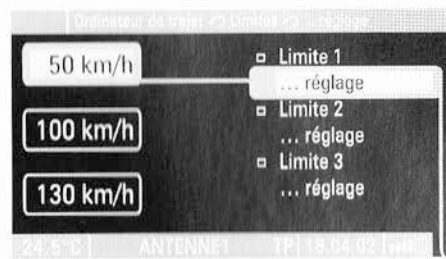 Ordinateur de trajet Limites ... réglage
50 km/h
Limite 1
... réglage
100 km/h
Limite 2
... réglage
Limite 3
130 km/h
... réglage
24.5°C ANTENNE1 TP 18.04.02